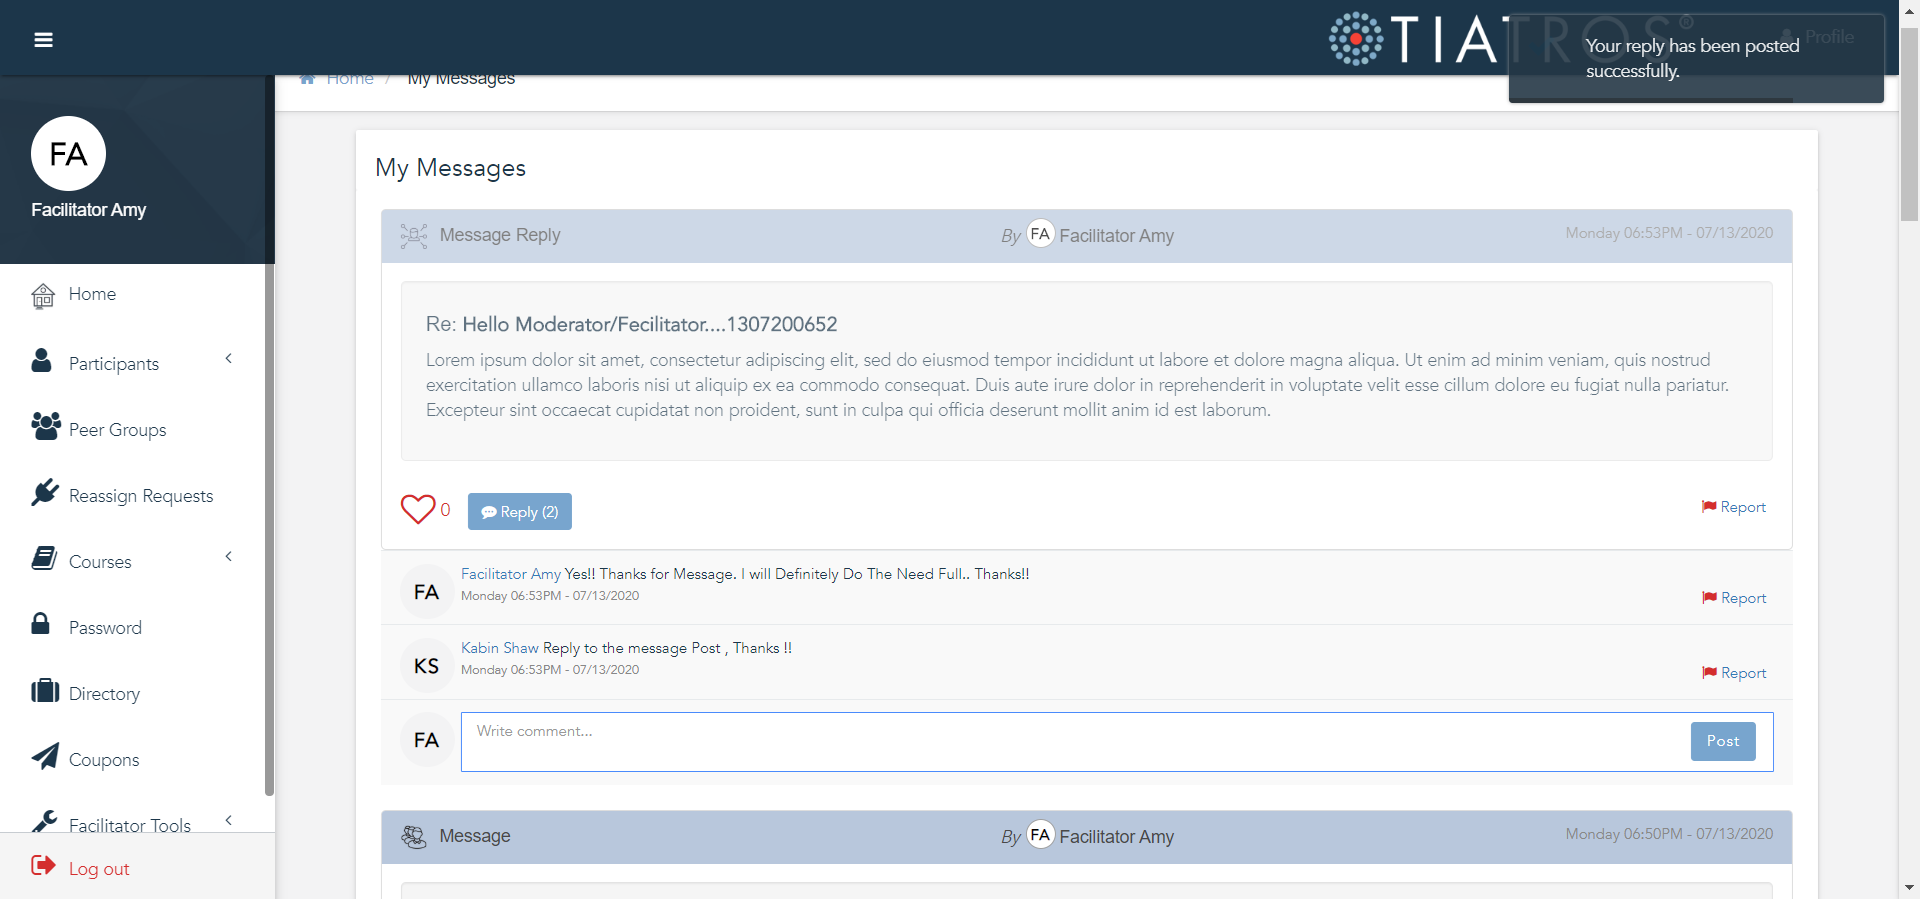 TIATROS®
Profile
Your reply has been posted
successfully.
Home / My Messages
FA
Facilitator Amy
Home
Participants
Peer Groups
Reassign Requests
Courses
Password
Directory
Coupons
Facilitator Tools
Log out
My Messages
Message Reply
By FA Facilitator Amy
Monday 06:53PM - 07/13/2020
Re: Hello Moderator/Fecilitator....1307200652
Lorem ipsum dolor sit amet, consectetur adipiscing elit, sed do eiusmod tempor incididunt ut labore et dolore magna aliqua. Ut enim ad minim veniam, quis nostrud
exercitation ullamco laboris nisi ut aliquip ex ea commodo consequat. Duis aute irure dolor in reprehenderit in voluptate velit esse cillum dolore eu fugiat nulla pariatur.
Excepteur sint occaecat cupidatat non proident, sunt in culpa qui officia deserunt mollit anim id est laborum.
0
Reply (2)
Report
FA
Facilitator Amy Yes!! Thanks for Message. I will Definitely Do The Need Full.. Thanks!!
Monday 06:53PM - 07/13/2020
Report
KS
Kabin Shaw Reply to the message Post , Thanks !!
Monday 06:53PM - 07/13/2020
Report
FA
Write comment...
Post
Message
By FA Facilitator Amy
Monday 06:50PM - 07/13/2020